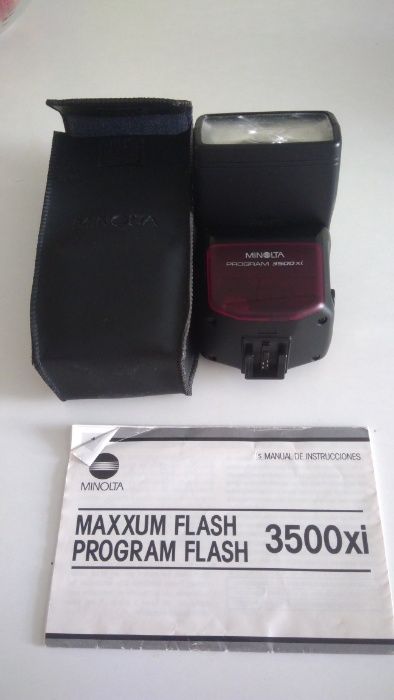 MINOLTA
MINOLTA
PROGRAM 3500xi
s MANUAL DE INSTRUCCIONES
MINOLTA
MAXXUM FLASH
PROGRAM FLASH 3500xi